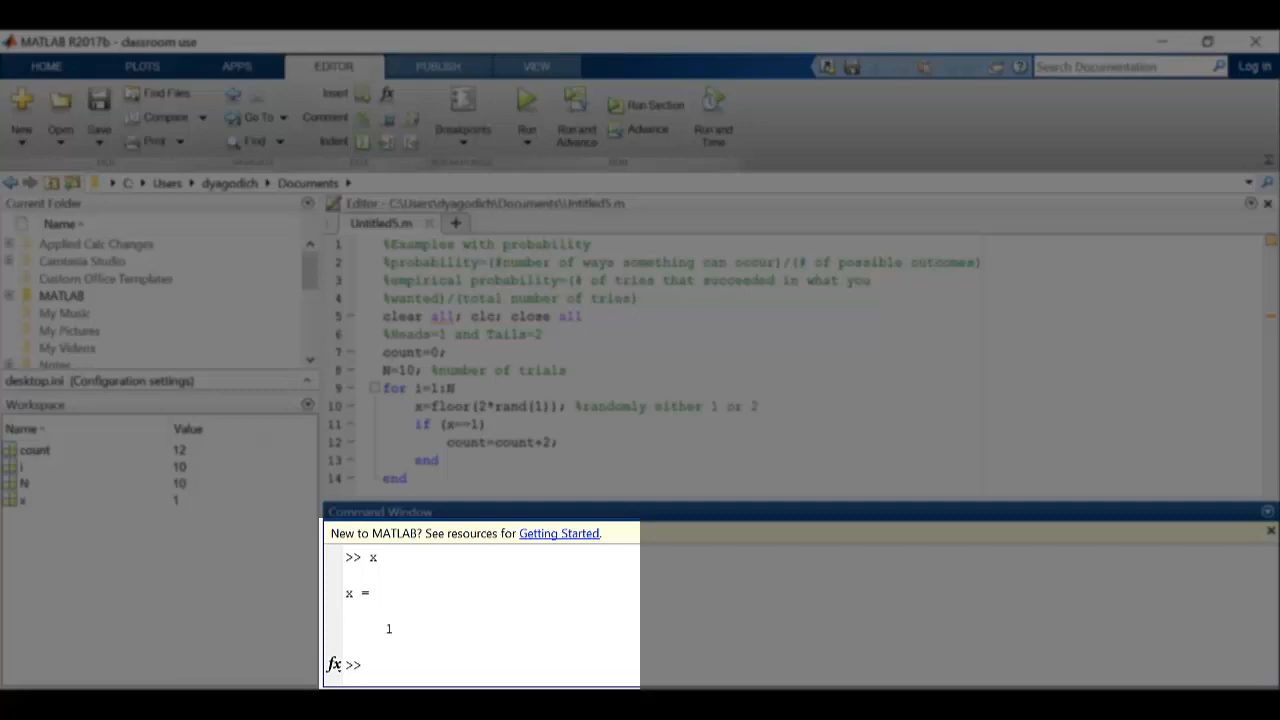 MATLAB R2017b - classroom use
HOME PLOTS APPS EDITOR PUBLISH VIEW
Search Documentation
Log In
New
Open
Save
Find Files
Compare
Print
Go To
Find
Insert
Comment
Indent
Breakpoints
Run
Run and Advance
Run Section
Advance
Run and Time
C: Users dyagodich Documents
Current Folder
Name
Applied Calc Changes
Camtasia Studio
Custom Office Templates
MATLAB
My Music
My Pictures
My Videos
Notes
desktop.ini (Configuration settings)
Workspace
Name Value
count 12
i 10
N 10
x 1
Editor - C:\Users\dyagodich\Documents\Untitled5.m
Untitled5.m
1 %Examples with probability
2 %probability=(#number of ways something can occur)/(# of possible outcomes)
3 %empirical probability=(# of tries that succeeded in what you
4 %wanted)/(total number of tries)
5 clear all; clc; close all
6 %Heads=1 and Tails=2
7 count=0;
8 N=10; %number of trials
9 for i=1:N
10 x=floor(2*rand(1)); %randomly either 1 or 2
11 if (x==1)
12 count=count+2;
13 end
14 end
Command Window
New to MATLAB? See resources for Getting Started.
>> x
x =
1
fx >>